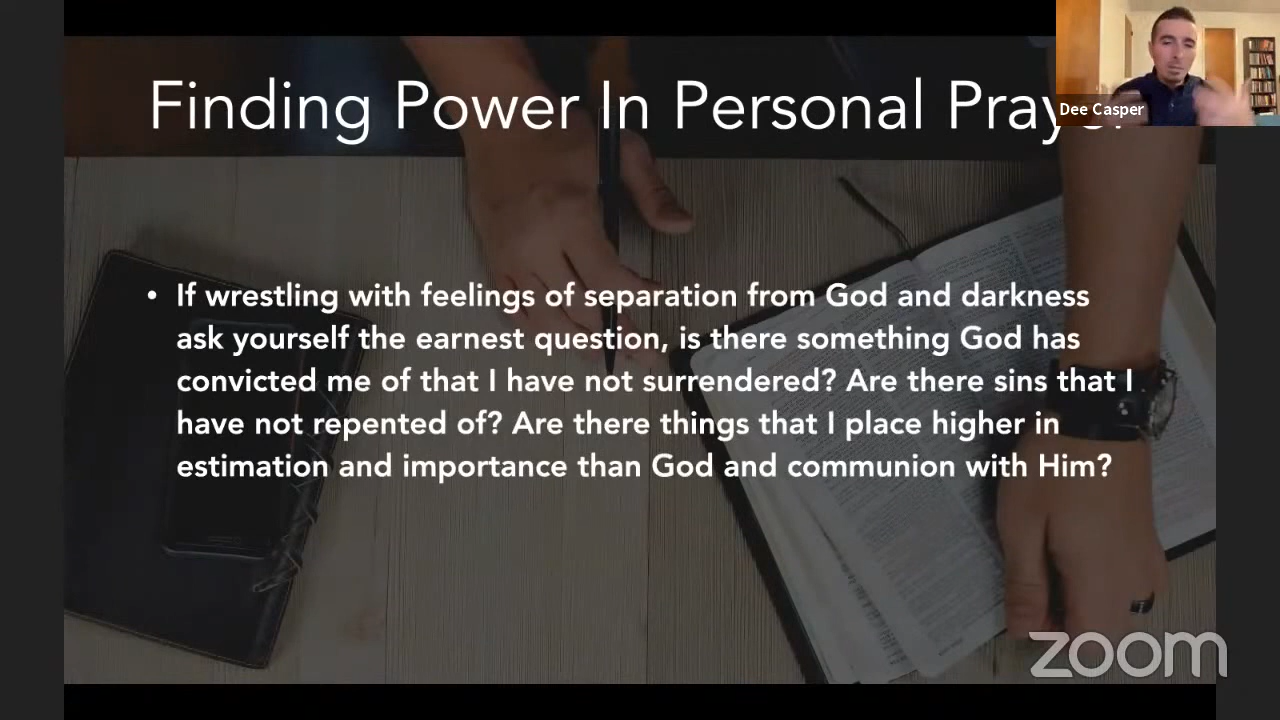 Finding Power In Personal Prayer
Dee Casper
• If wrestling with feelings of separation from God and darkness
ask yourself the earnest question, is there something God has
convicted me of that I have not surrendered? Are there sins that I
have not repented of? Are there things that I place higher in
estimation and importance than God and communion with Him?
zoom